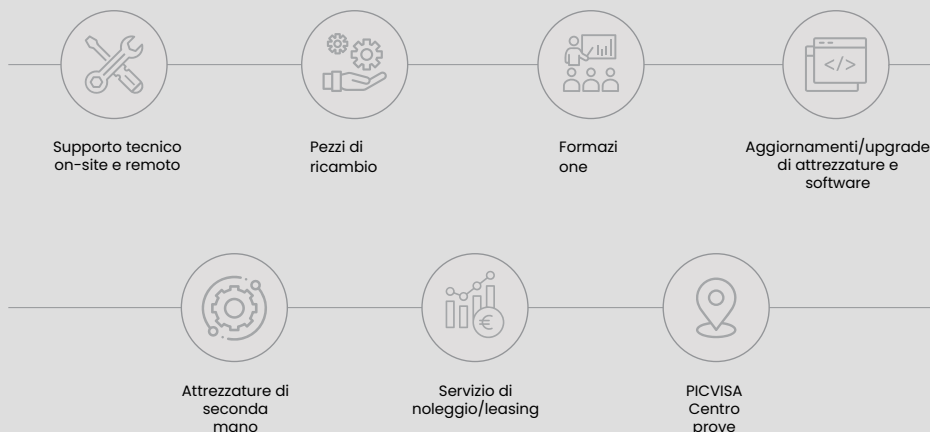 </>
Supporto tecnico
on-site e remoto
Pezzi di
ricambio
Formazi
one
Aggiornamenti/upgrade
di attrezzature e
software
€
Attrezzature di
seconda
mano
Servizio di
noleggio/leasing
PICVISA
Centro
prove